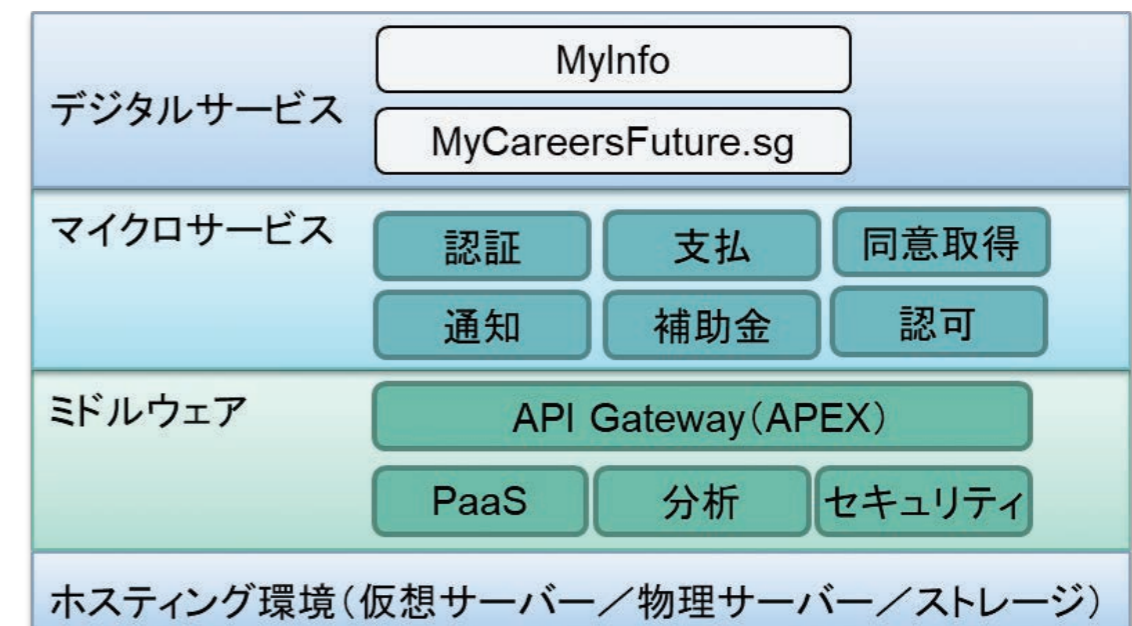 デジタルサービス
MyInfo
MyCareersFuture.sg
マイクロサービス
認証
支払
同意取得
通知
補助金
認可
ミドルウェア
API Gateway(APEX)
PaaS
分析
セキュリティ
ホスティング環境(仮想サーバー／物理サーバー／ストレージ)